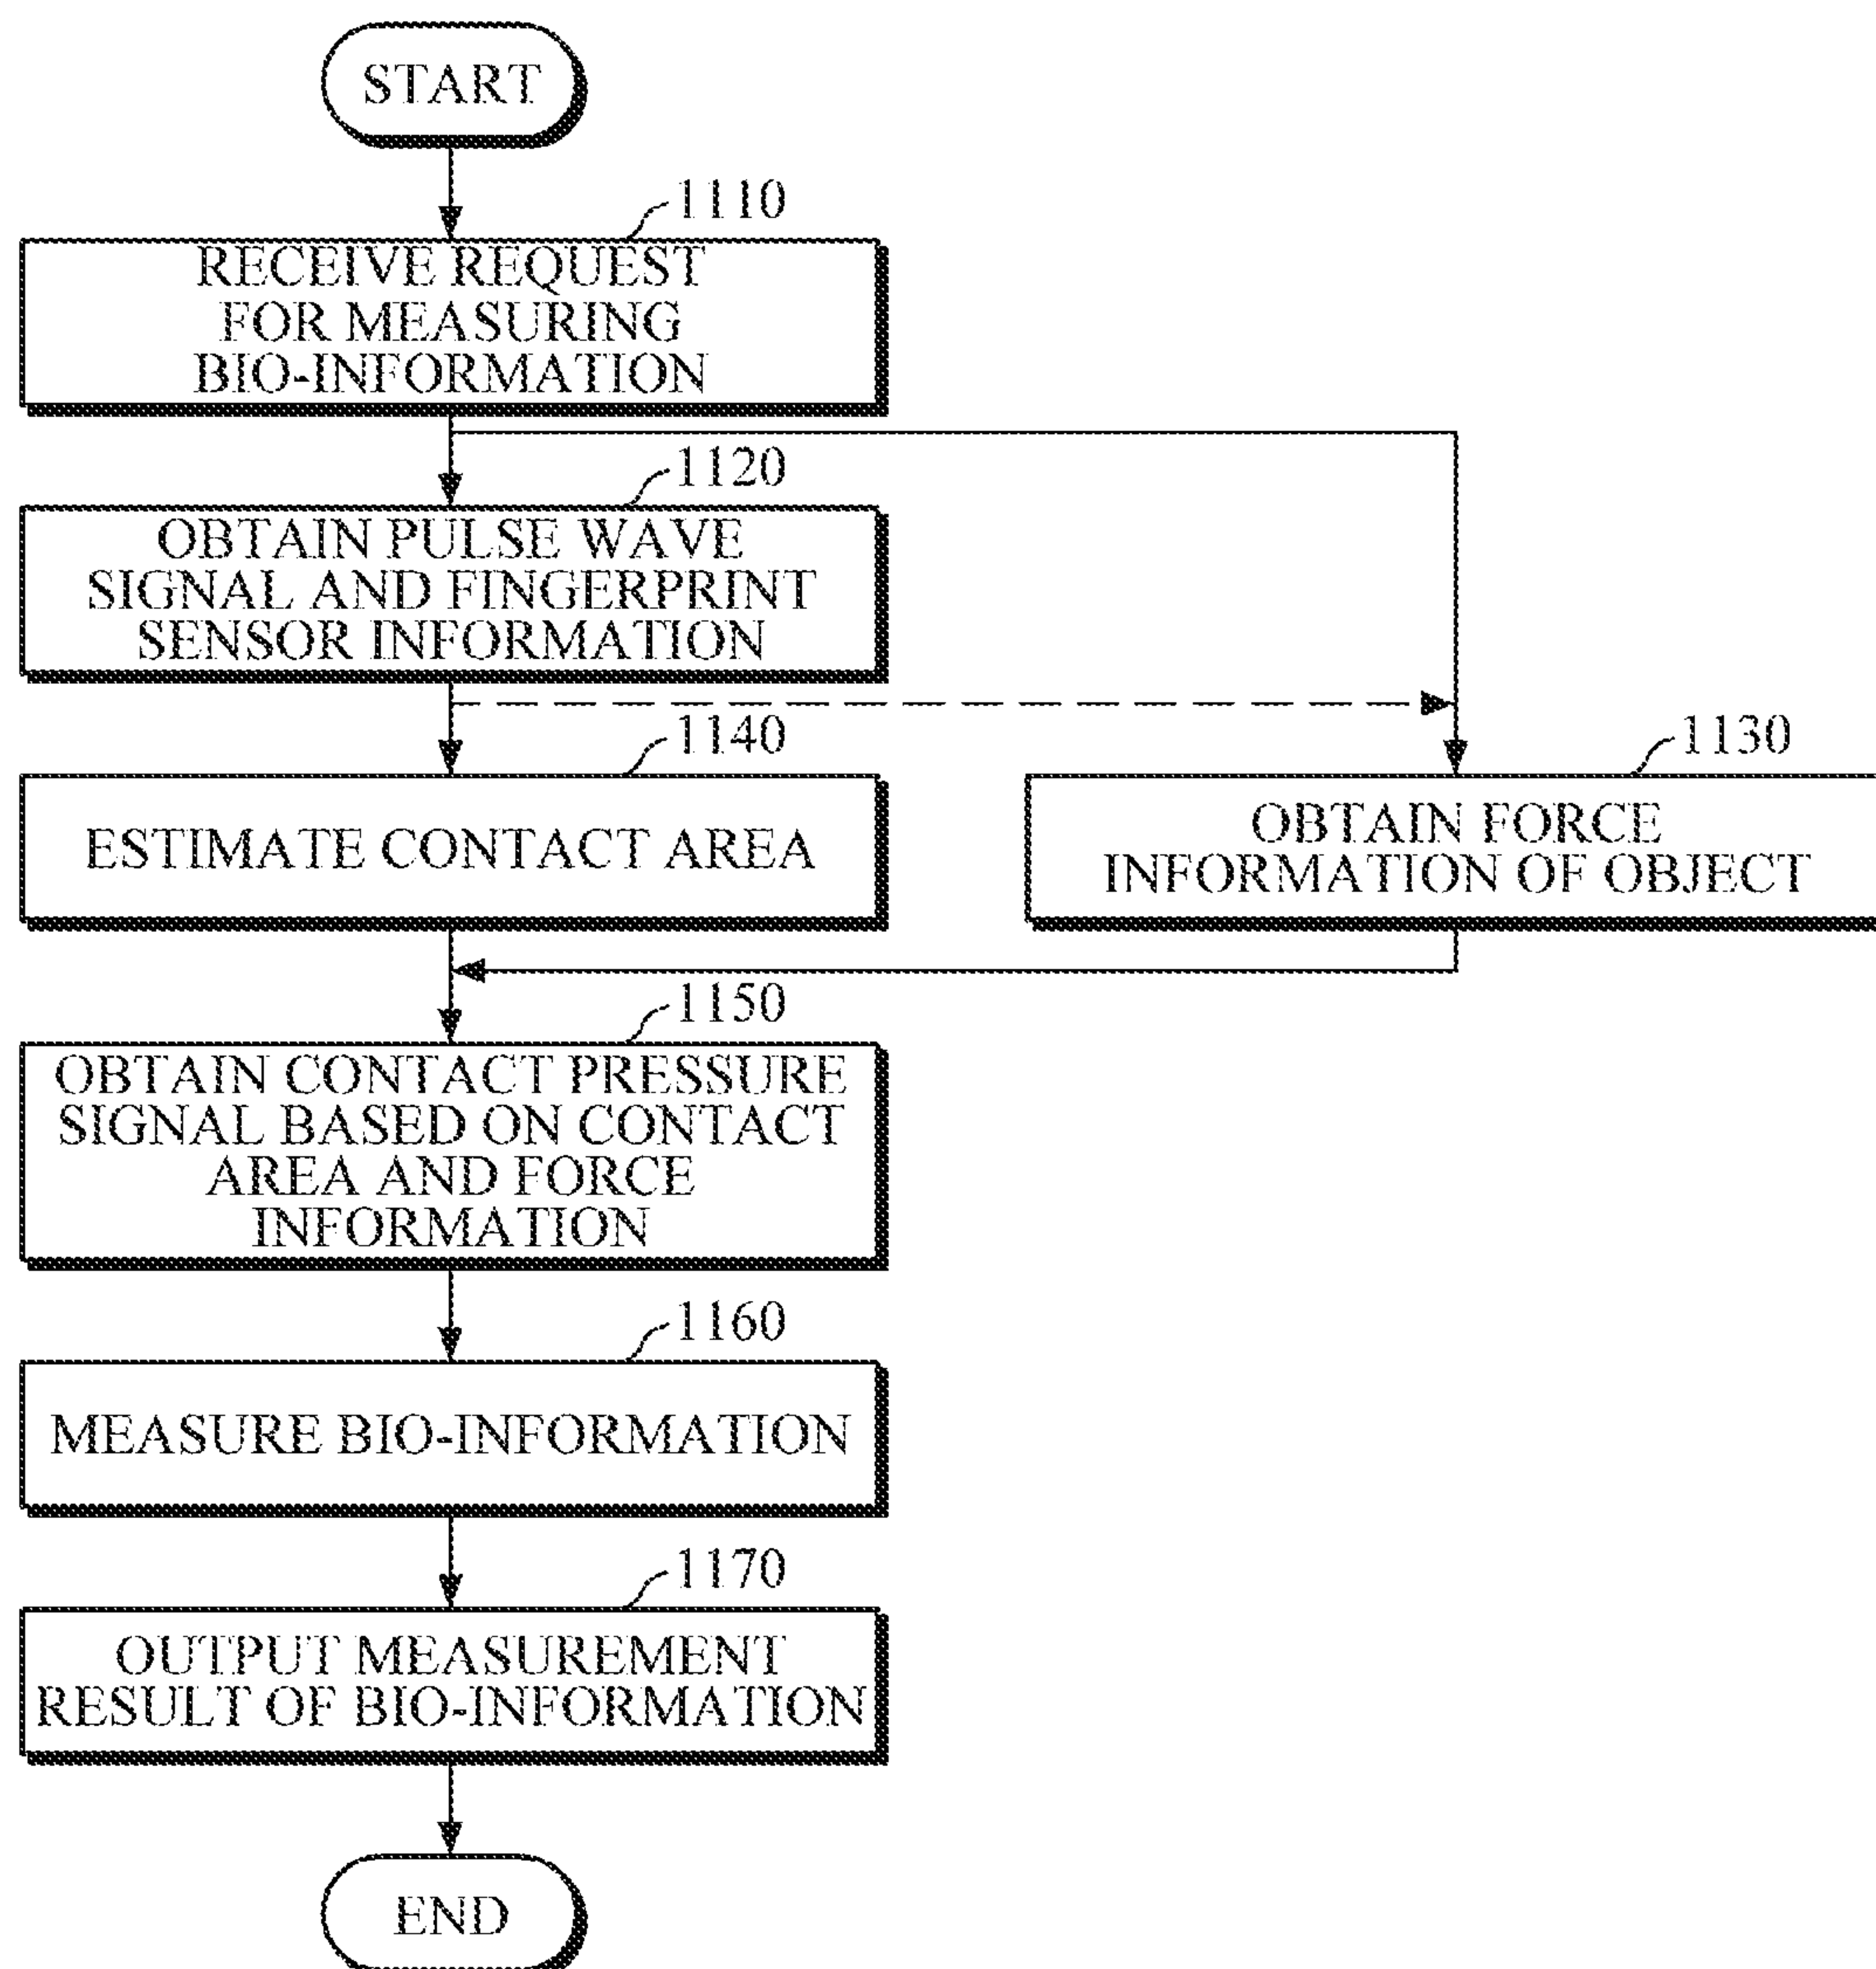 START
1110
RECEIVE REQUEST
FOR MEASURING
BIO-INFORMATION
1120
OBTAIN PULSE WAVE
SIGNAL AND FINGERPRINT
SENSOR INFORMATION
1140
ESTIMATE CONTACT AREA
1130
OBTAIN FORCE
INFORMATION OF OBJECT
1150
OBTAIN CONTACT PRESSURE
SIGNAL BASED ON CONTACT
AREA AND FORCE
INFORMATION
1160
MEASURE BIO-INFORMATION
1170
OUTPUT MEASUREMENT
RESULT OF BIO-INFORMATION
END